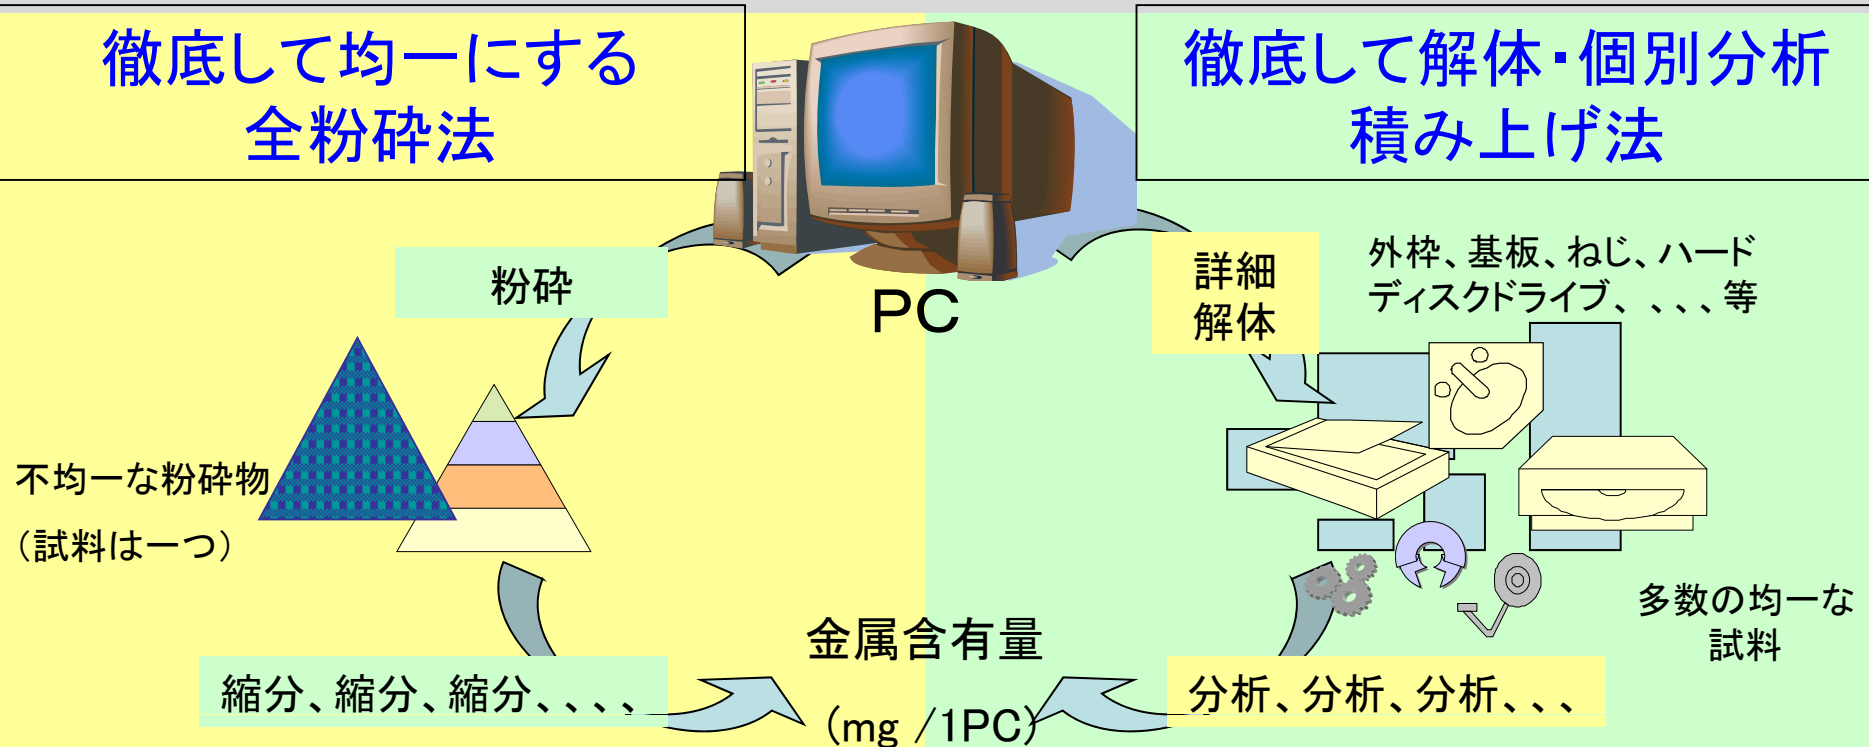 徹底して均一にする
全粉砕法
徹底して解体・個別分析
積み上げ法
粉砕
PC
詳細
解体
外枠、基板、ねじ、ハード
ディスクドライブ、、、、等
不均一な粉砕物
（試料は一つ）
多数の均一な
試料
金属含有量
（mg /1PC）
縮分、縮分、縮分、、、、
分析、分析、分析、、、